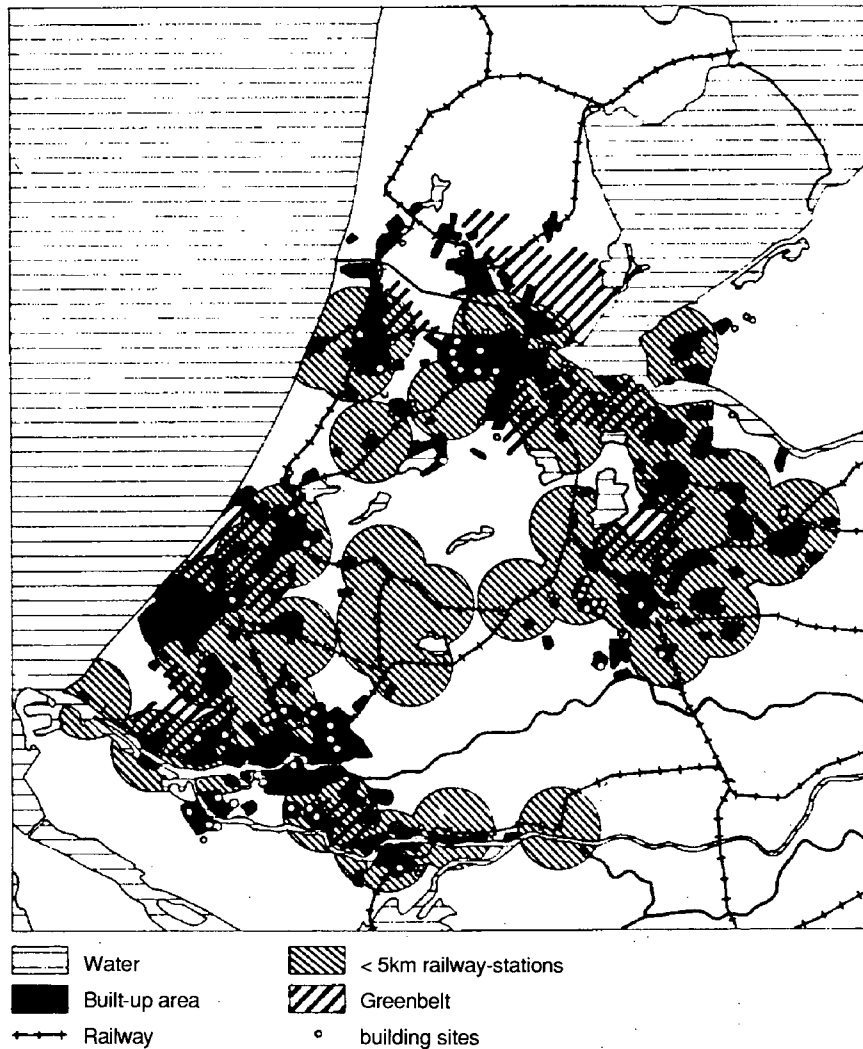 Water
Built-up area
Railway
< 5km railway-stations
Greenbelt
building sites